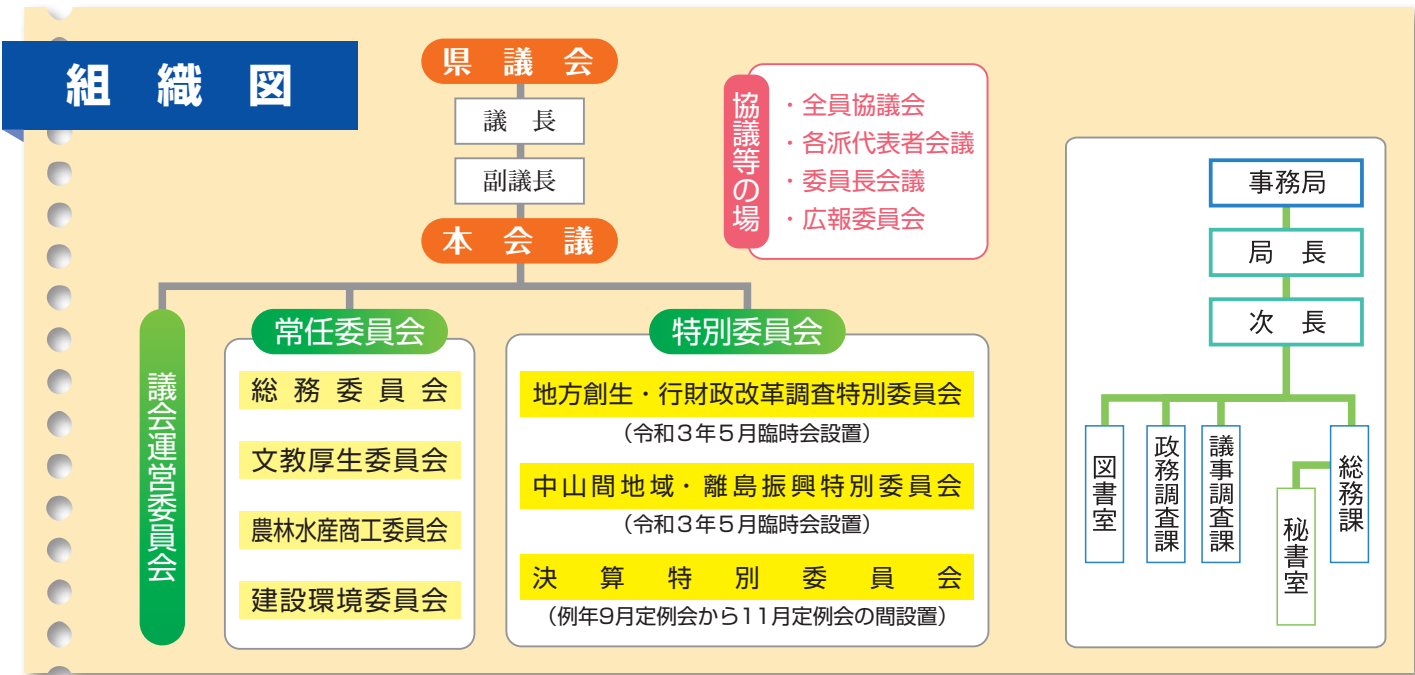 組織図
県議会
議長
副議長
本会議
協議等の場
・全員協議会
・各派代表者会議
・委員長会議
・広報委員会
議会運営委員会
常任委員会
総務委員会
文教厚生委員会
農林水産商工委員会
建設環境委員会
特別委員会
地方創生・行財政改革調査特別委員会
（令和３年５月臨時会設置）
中山間地域・離島振興特別委員会
（令和３年５月臨時会設置）
決算特別委員会
（例年9月定例会から11月定例会の間設置）
事務局
局長
次長
図書室
政務調査課
議事調査課
秘書室
総務課